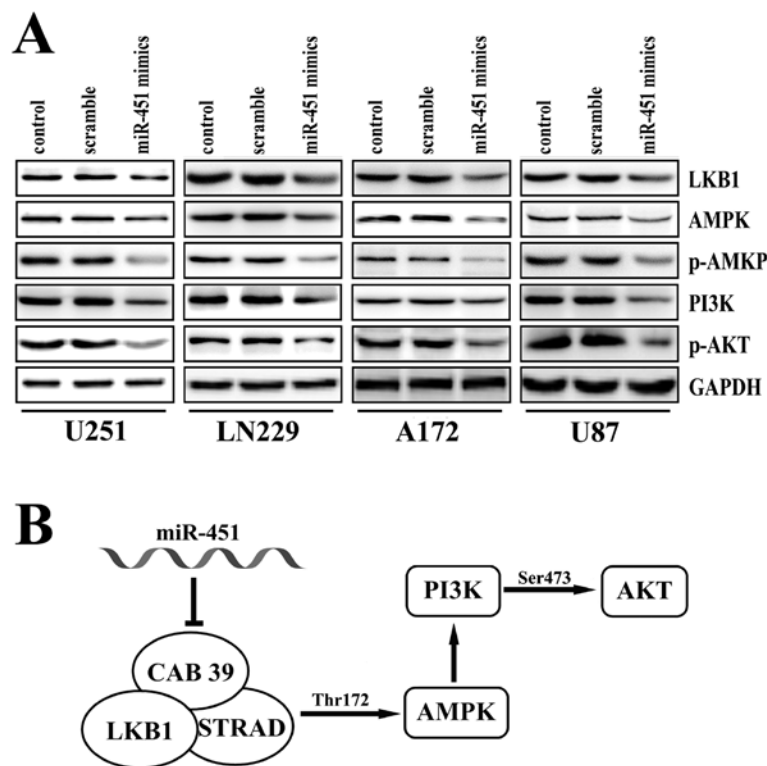 A
control scramble miR-451 mimics control scramble miR-451 mimics control scramble miR-451 mimics control scramble miR-451 mimics
LKB1
AMPK
p-AMKP
PI3K
p-AKT
GAPDH
U251 LN229 A172 U87
B
miR-451
CAB 39
LKB1 STRAD
Thr172
AMPK
PI3K
Ser473
AKT